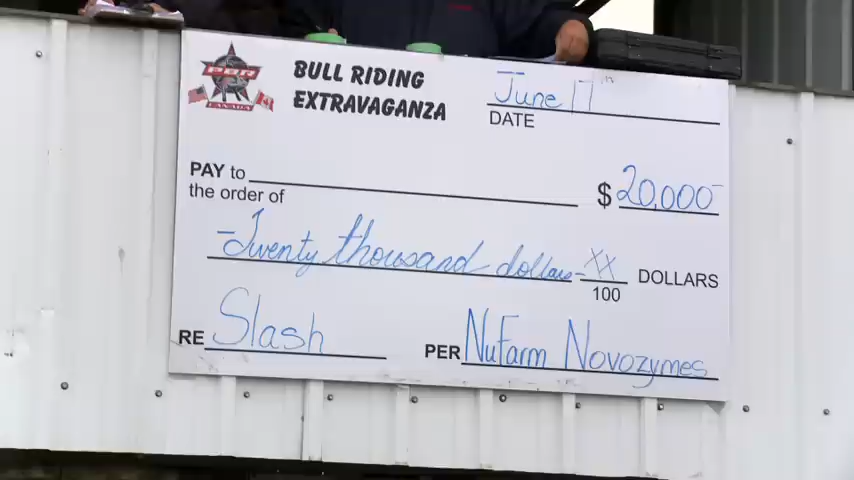 PBR
CANADA
BULL RIDING
EXTRAVAGANZA
June 17th
DATE
PAY to
the order of
$ 20,000-
-Twenty thousand dollars- XX
100
DOLLARS
RE Slash
PER NuFarm Novozymes